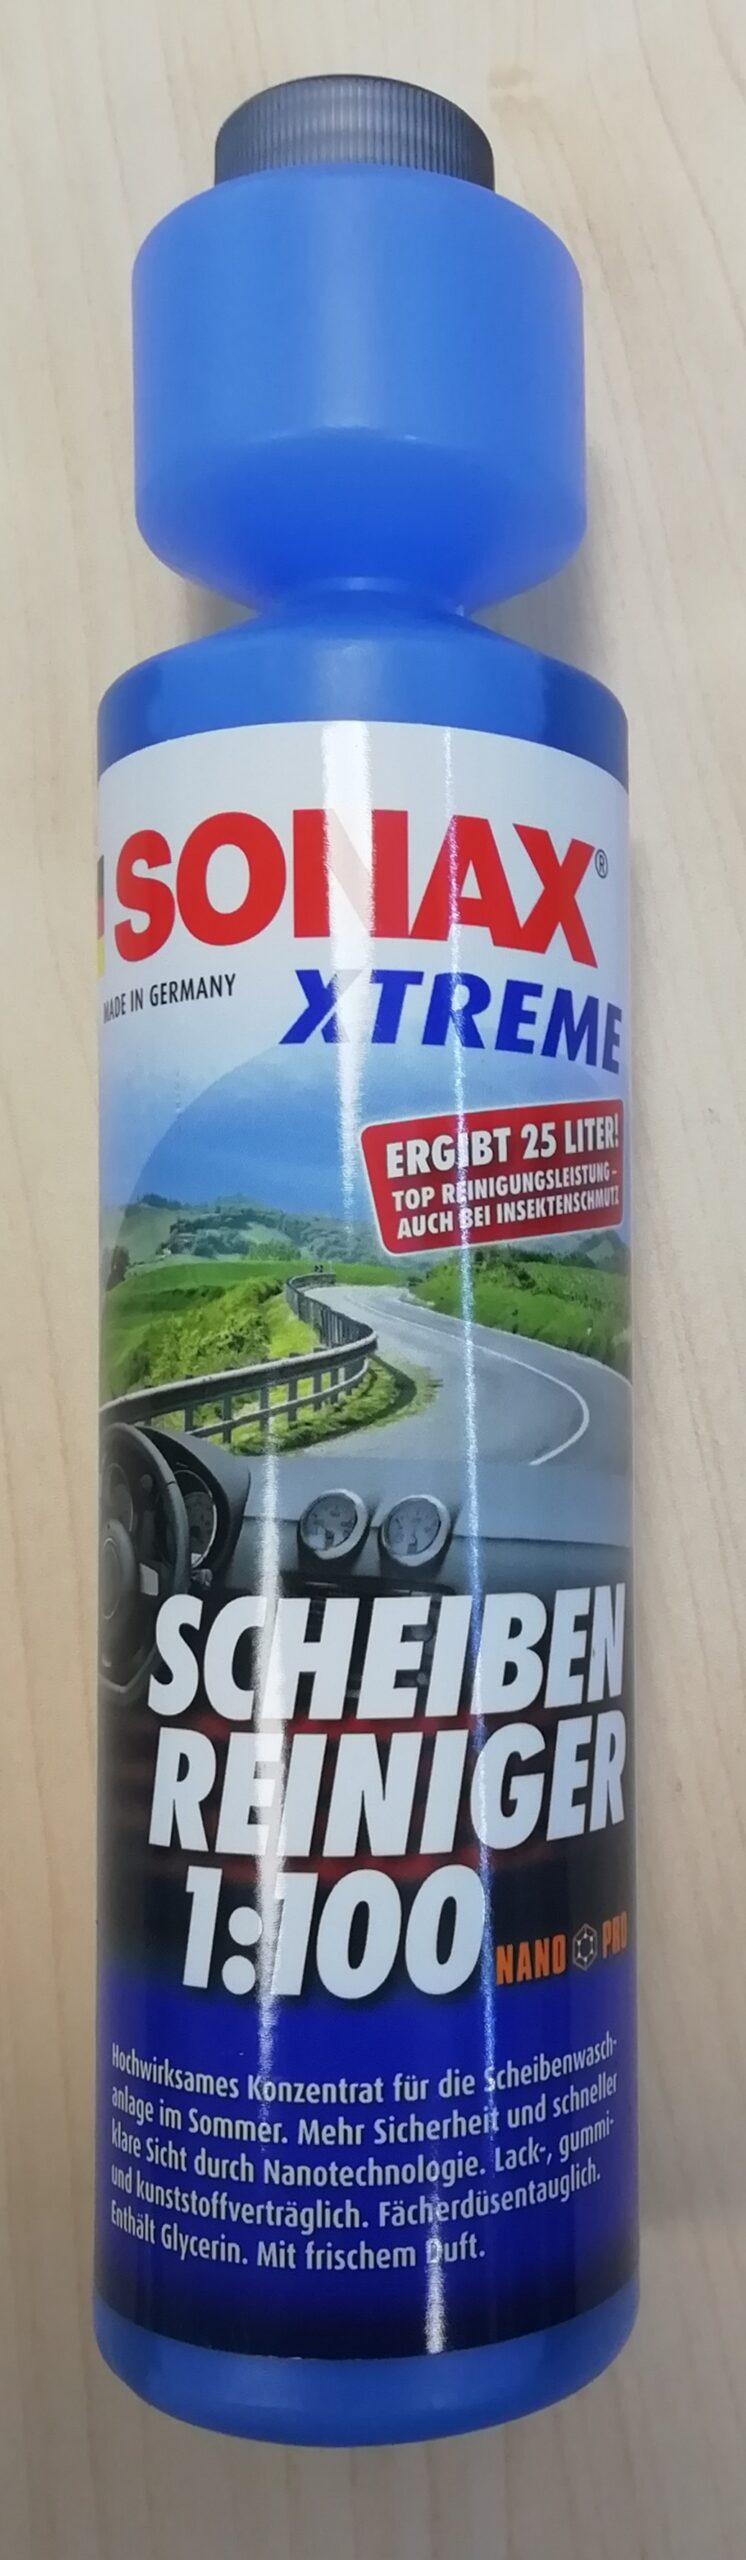 SONAX®
MADE IN GERMANY
XTREME
ERGIBT 25 LITER!
TOP REINIGUNGSLEISTUNG –
AUCH BEI INSEKTENSCHMUTZ
SCHEIBEN
REINIGER
1:100
NANO PRO
Hochwirksames Konzentrat für die Scheibenwasch-
anlage im Sommer. Mehr Sicherheit und schneller
klare Sicht durch Nanotechnologie. Lack-, gummi-
und kunststoffverträglich. Fächerdüsentauglich.
Enthält Glycerin. Mit frischem Duft.